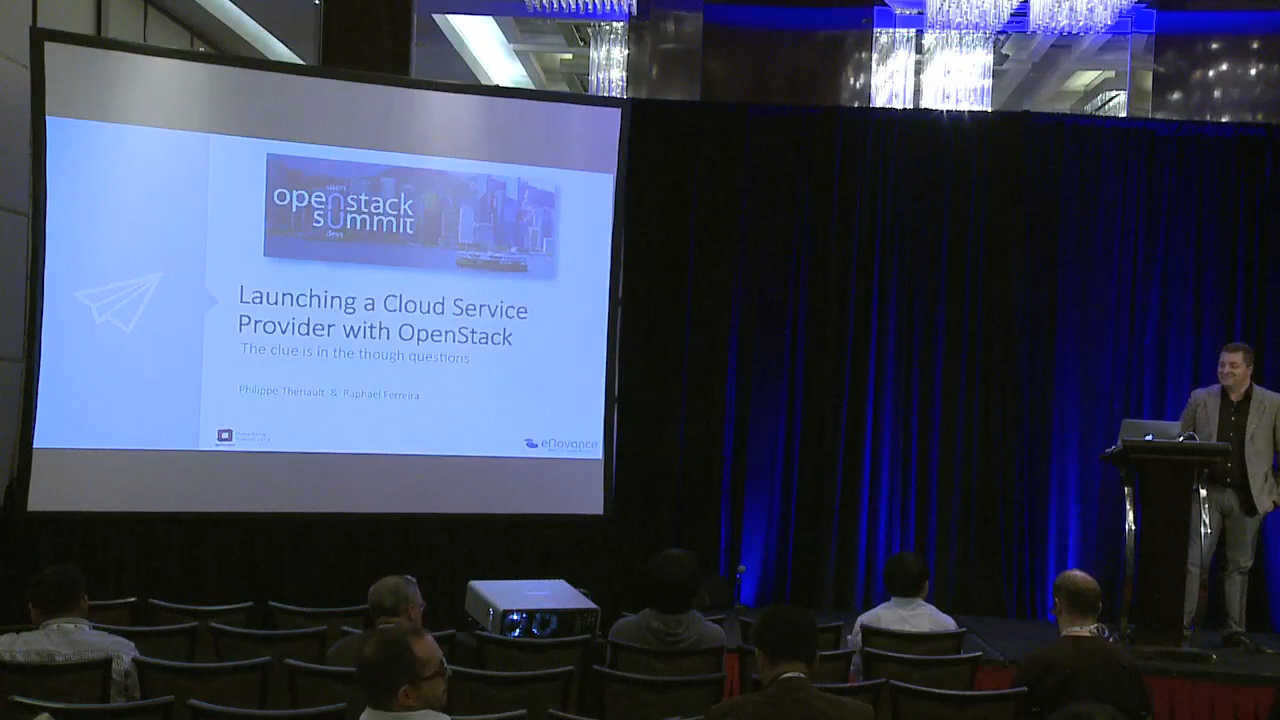 users
openstack
summit
devs
Launching a Cloud Service
Provider with OpenStack
The clue is in the though questions
Philippe Theriault & Raphael Ferreira
eNovance